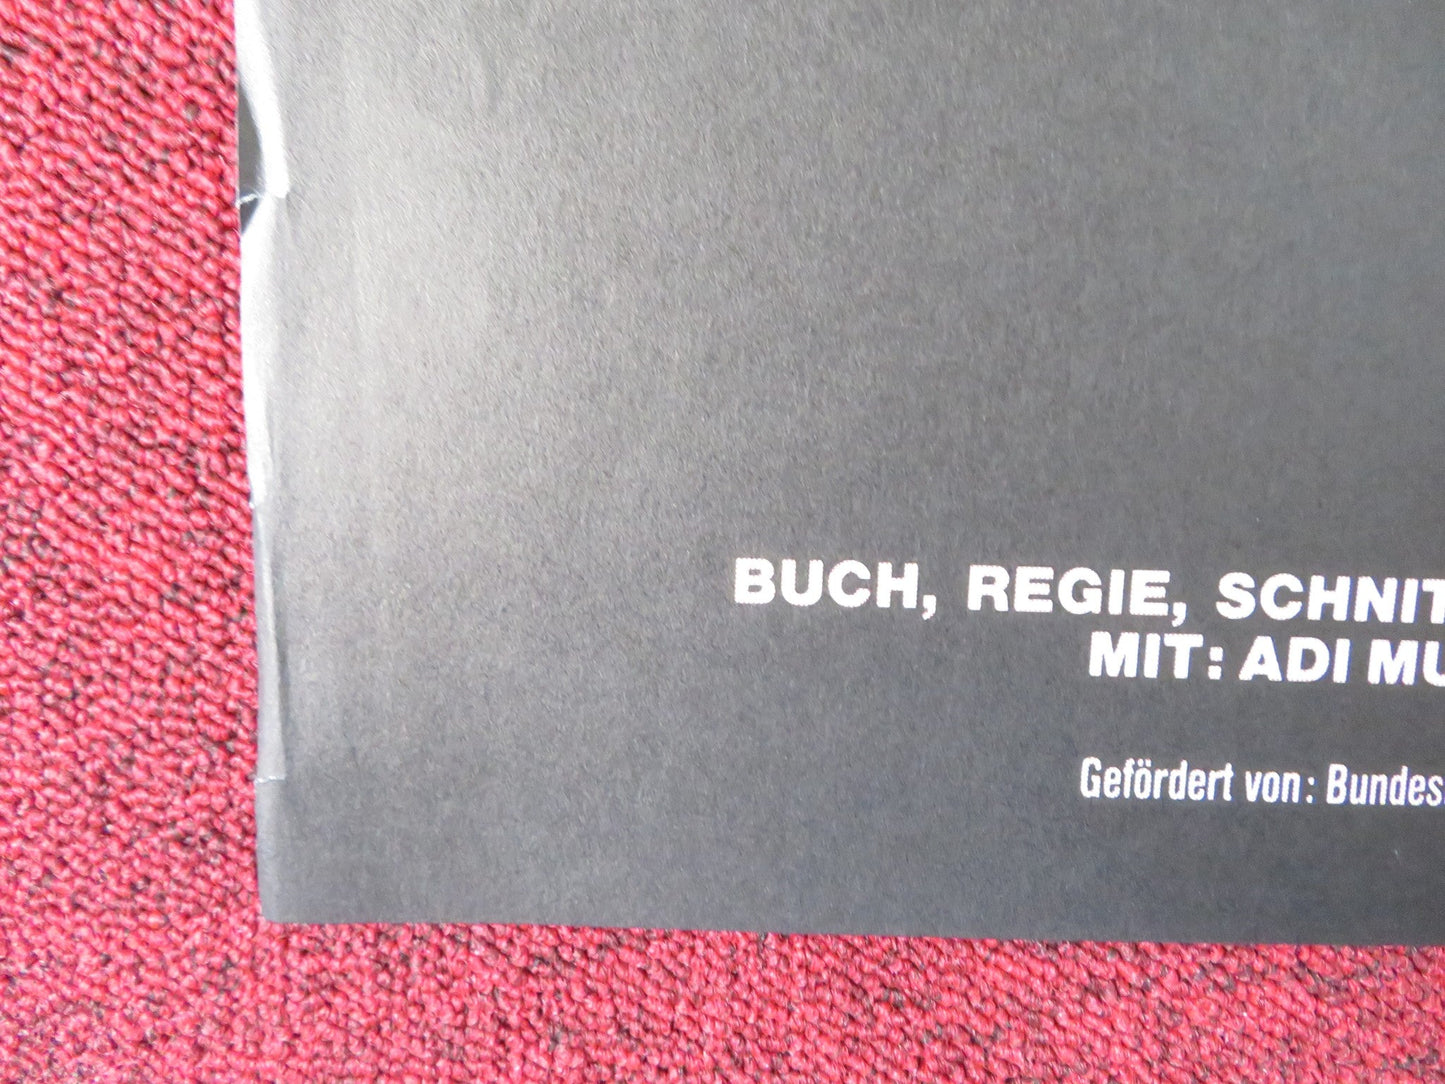 BUCH, REGIE, SCHNIT
MIT: ADI MU
Gefördert von: Bundes